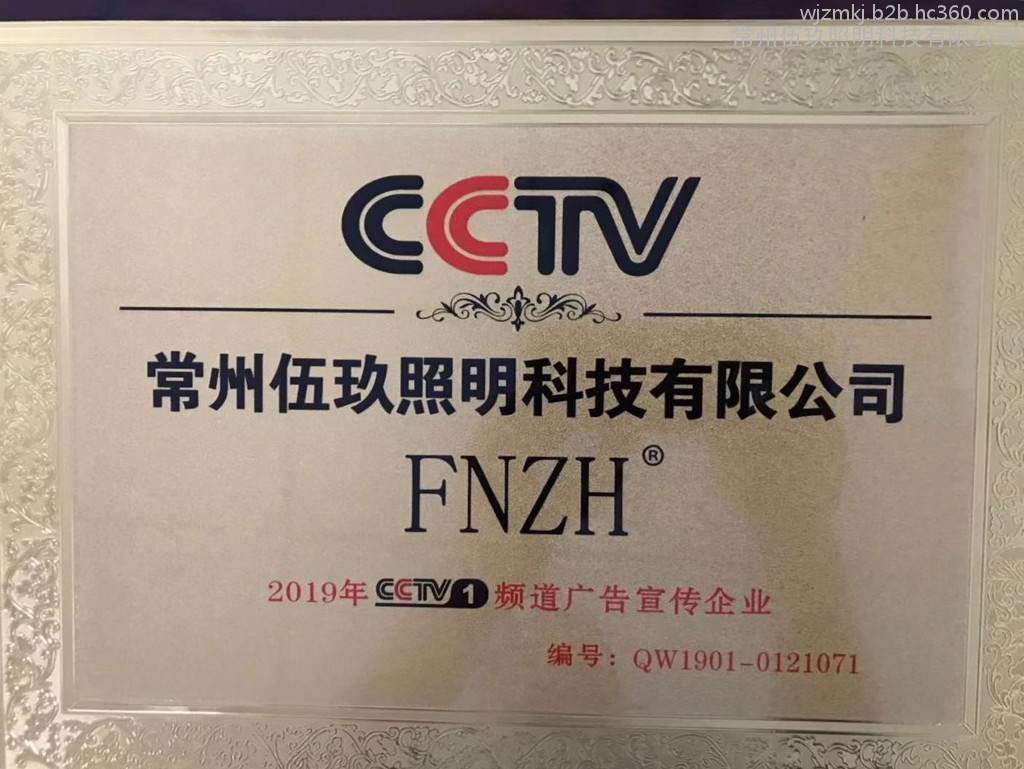 wjzmkj.b2b.hc360.com
常州伍玖照明科技有限公司
CCTV
常州伍玖照明科技有限公司
FNZH®
2019年CCTV1频道广告宣传企业
编号：QW1901-0121071